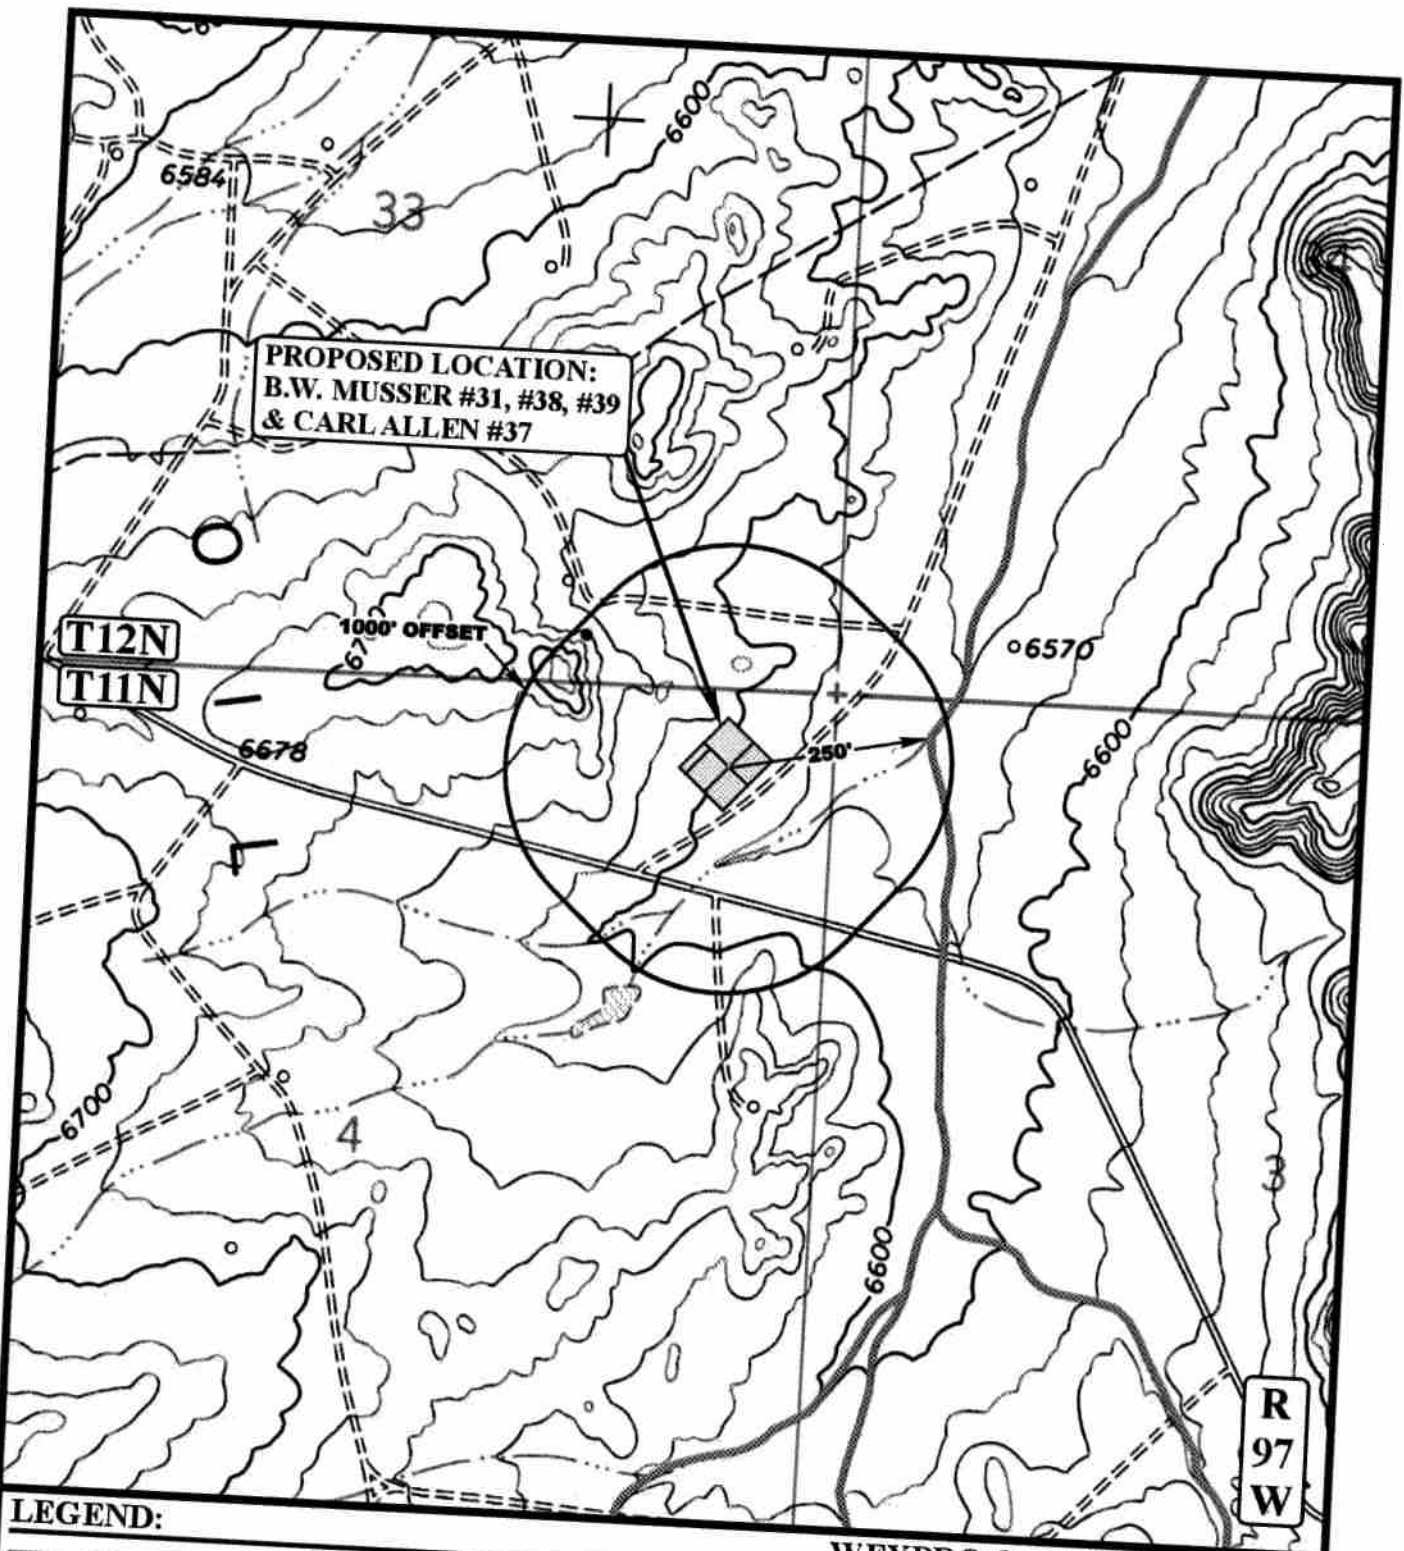 6600
6584
33
PROPOSED LOCATION:
B.W. MUSSER #31, #38, #39
& CARL ALLEN #37
1000' OFFSET
T12N
T11N
6570
6678
250'
6600
6700
4
3
6600
R
97
W
LEGEND: